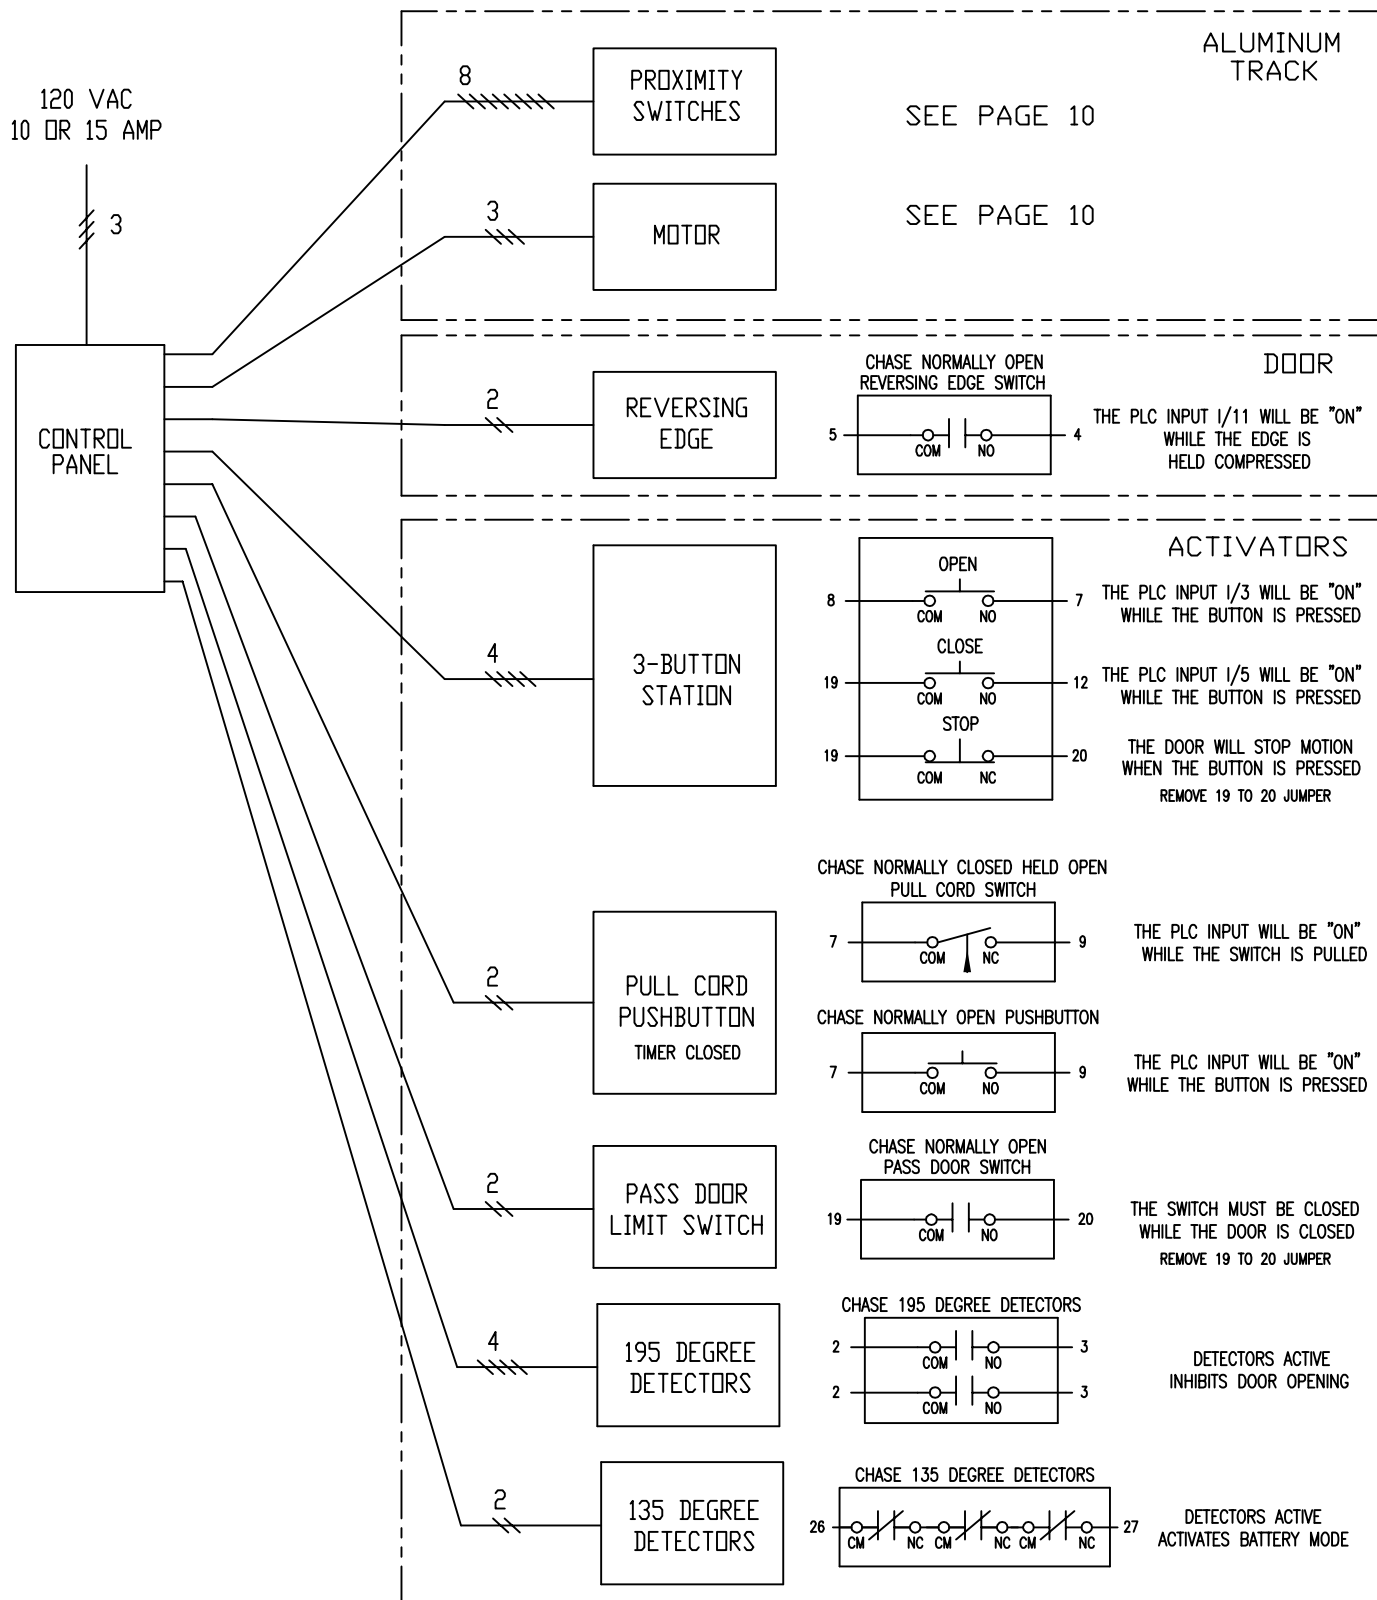 120 VAC
10 OR 15 AMP
3
CONTROL
PANEL
ALUMINUM
TRACK
8
PROXIMITY
SWITCHES
SEE PAGE 10
3
MOTOR
SEE PAGE 10
DOOR
2
REVERSING
EDGE
CHASE NORMALLY OPEN
REVERSING EDGE SWITCH
5 COM NO 4
THE PLC INPUT I/11 WILL BE "ON"
WHILE THE EDGE IS
HELD COMPRESSED
ACTIVATORS
4
3-BUTTON
STATION
OPEN
8 COM NO 7
THE PLC INPUT I/3 WILL BE "ON"
WHILE THE BUTTON IS PRESSED
CLOSE
19 COM NO 12
THE PLC INPUT I/5 WILL BE "ON"
WHILE THE BUTTON IS PRESSED
STOP
19 COM NC 20
THE DOOR WILL STOP MOTION
WHEN THE BUTTON IS PRESSED
REMOVE 19 TO 20 JUMPER
2
PULL CORD
PUSHBUTTON
TIMER CLOSED
CHASE NORMALLY CLOSED HELD OPEN
PULL CORD SWITCH
7 COM NC 9
THE PLC INPUT WILL BE "ON"
WHILE THE SWITCH IS PULLED
CHASE NORMALLY OPEN PUSHBUTTON
7 COM NO 9
THE PLC INPUT WILL BE "ON"
WHILE THE BUTTON IS PRESSED
2
PASS DOOR
LIMIT SWITCH
CHASE NORMALLY OPEN
PASS DOOR SWITCH
19 COM NO 20
THE SWITCH MUST BE CLOSED
WHILE THE DOOR IS CLOSED
REMOVE 19 TO 20 JUMPER
4
195 DEGREE
DETECTORS
CHASE 195 DEGREE DETECTORS
2 COM NO 3
2 COM NO 3
DETECTORS ACTIVE
INHIBITS DOOR OPENING
2
135 DEGREE
DETECTORS
CHASE 135 DEGREE DETECTORS
26 CM NC CM NC CM NC 27
DETECTORS ACTIVE
ACTIVATES BATTERY MODE